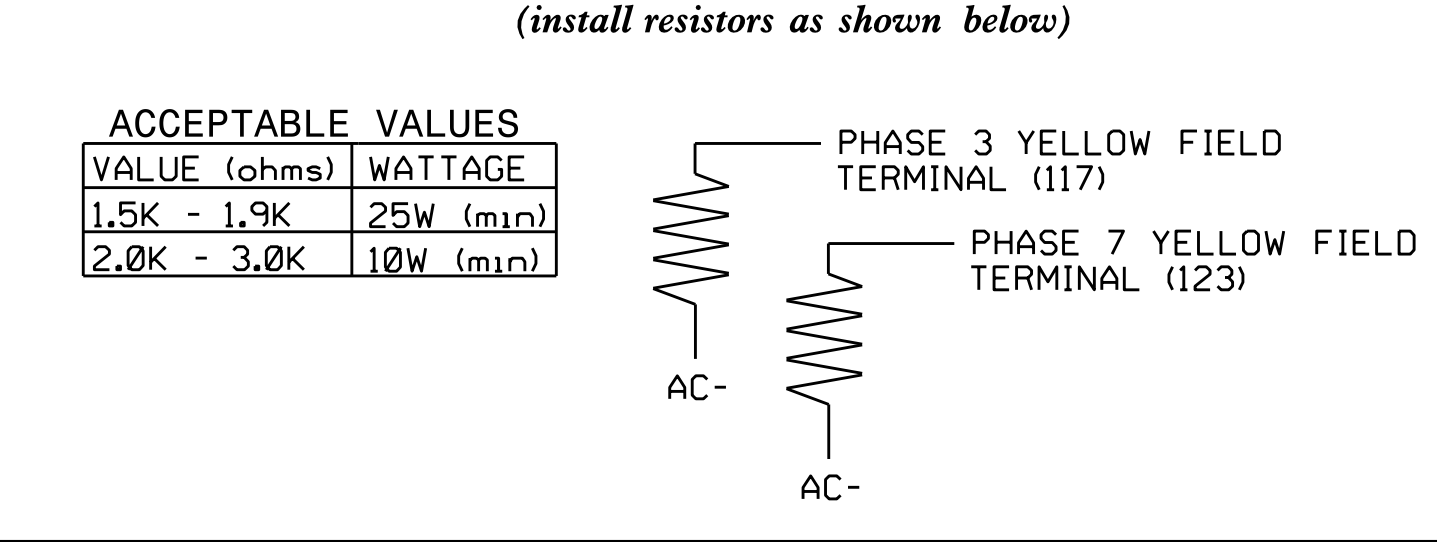 (install resistors as shown below)
ACCEPTABLE VALUES
VALUE (ohms) WATTAGE
1.5K - 1.9K 25W (min)
2.0K - 3.0K 10W (min)
PHASE 3 YELLOW FIELD
TERMINAL (117)
AC-
PHASE 7 YELLOW FIELD
TERMINAL (123)
AC-